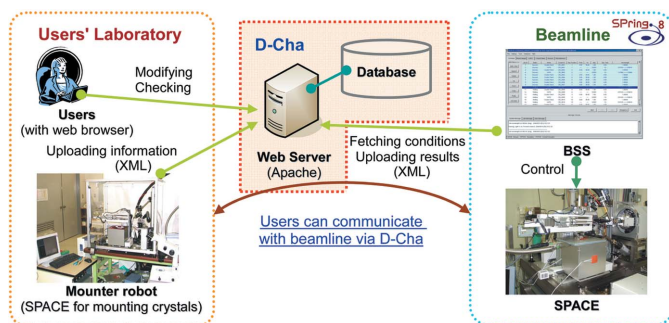 Users' Laboratory
Users
(with web browser)
Modifying
Checking
Uploading information
(XML)
Mounter robot
(SPACE for mounting crystals)
D-Cha
Database
Web Server
(Apache)
Fetching conditions
Uploading results
(XML)
Users can communicate
with beamline via D-Cha
Beamline
SPring-8
BSS
Control
SPACE